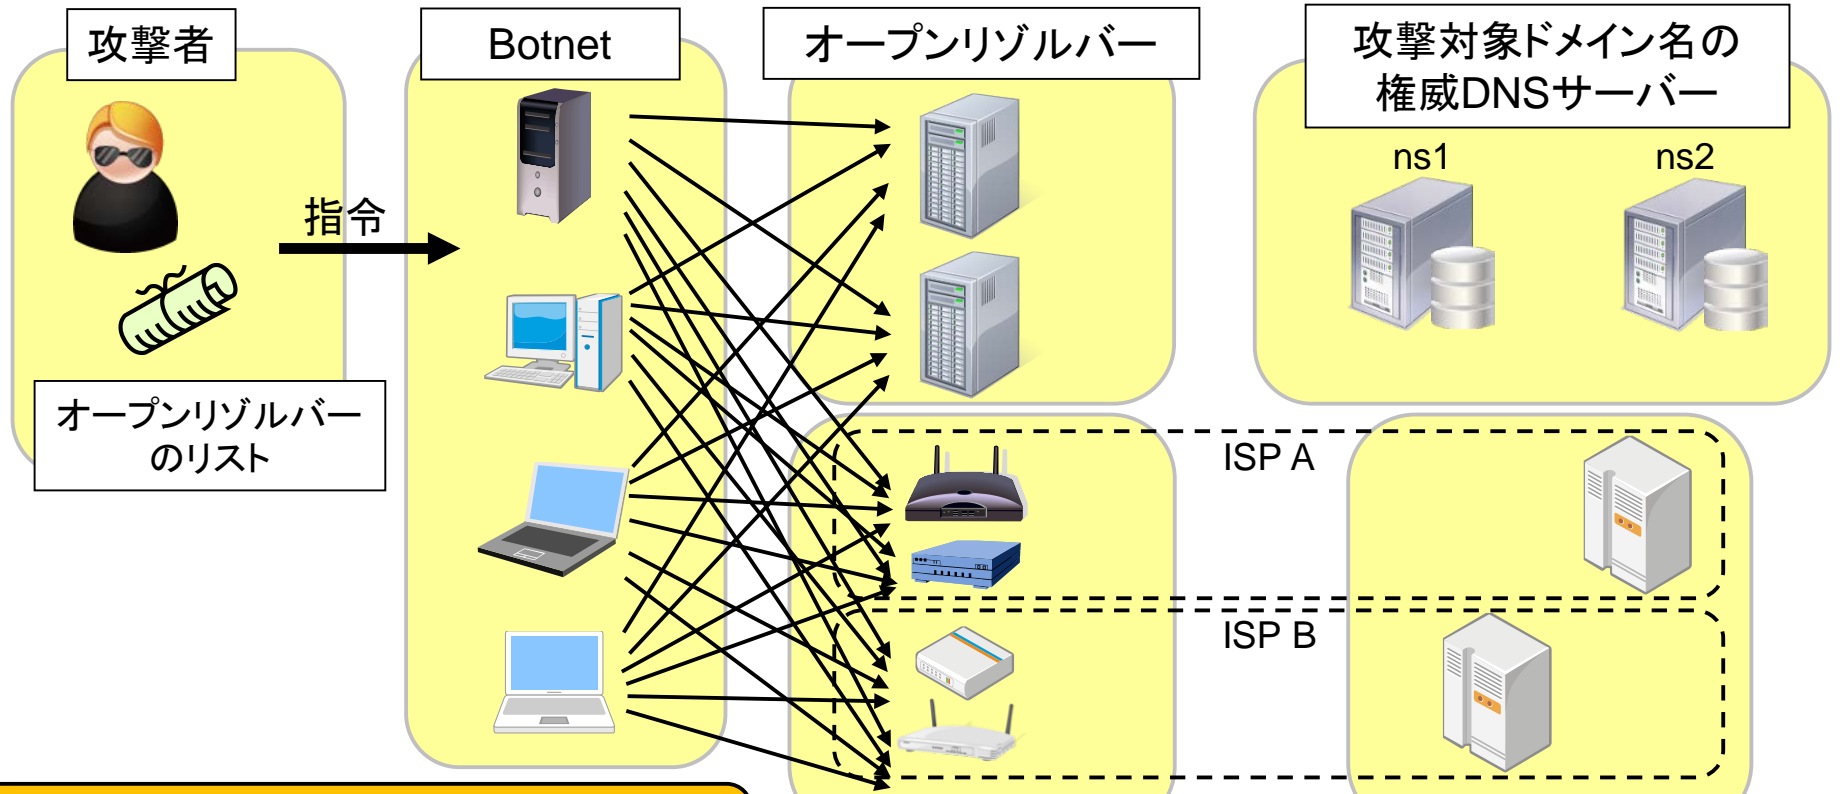 攻撃者
Botnet
オープンリゾルバー
攻撃対象ドメイン名の
権威DNSサーバー
ns1
ns2
指令
オープンリゾルバー
のリスト
ISP A
ISP B